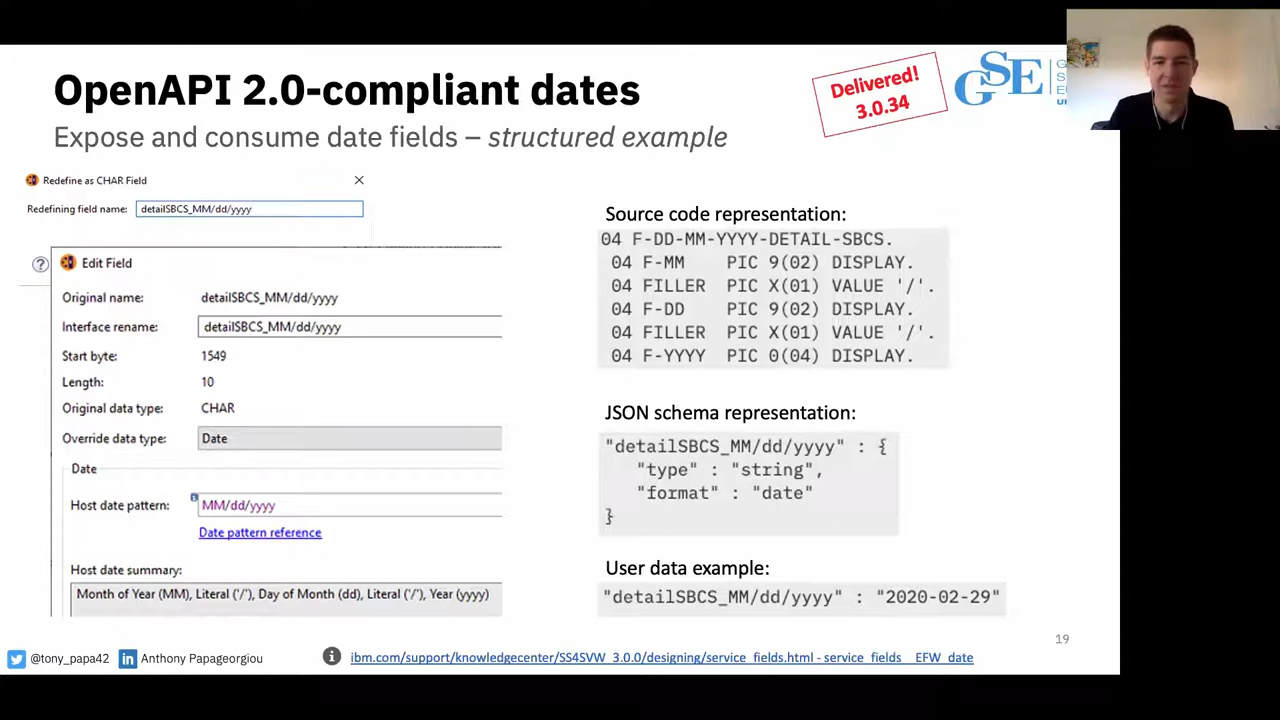 OpenAPI 2.0-compliant dates
Expose and consume date fields – structured example
Delivered!
3.0.34
GSE
Redefine as CHAR Field
Redefining field name: detailSBCS_MM/dd/yyyy
Edit Field
Original name: detailSBCS_MM/dd/yyyy
Interface rename: detailSBCS_MM/dd/yyyy
Start byte: 1549
Length: 10
Original data type: CHAR
Override data type: Date
Date
Host date pattern: MM/dd/yyyy
Date pattern reference
Host date summary:
Month of Year (MM), Literal ('/'), Day of Month (dd), Literal ('/'), Year (yyyy)
Source code representation:
04 F-DD-MM-YYYY-DETAIL-SBCS.
04 F-MM PIC 9(02) DISPLAY.
04 FILLER PIC X(01) VALUE '/'.
04 F-DD PIC 9(02) DISPLAY.
04 FILLER PIC X(01) VALUE '/'.
04 F-YYYY PIC 0(04) DISPLAY.
JSON schema representation:
"detailSBCS_MM/dd/yyyy" : {
"type" : "string",
"format" : "date"
}
User data example:
"detailSBCS_MM/dd/yyyy" : "2020-02-29"
19
@tony_papa42 Anthony Papageorgiou
ibm.com/support/knowledgecenter/SS4SVW_3.0.0/designing/service_fields.html - service_fields__EFW_date